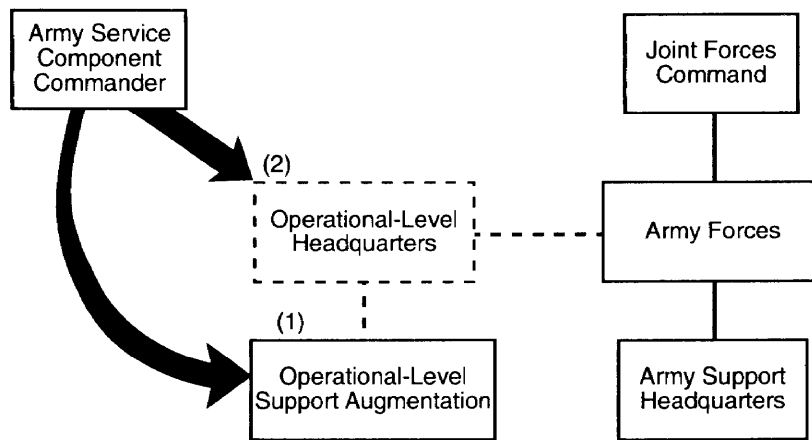 Army Service
Component
Commander
Joint Forces
Command
(2)
Operational-Level
Headquarters
Army Forces
(1)
Operational-Level
Support Augmentation
Army Support
Headquarters